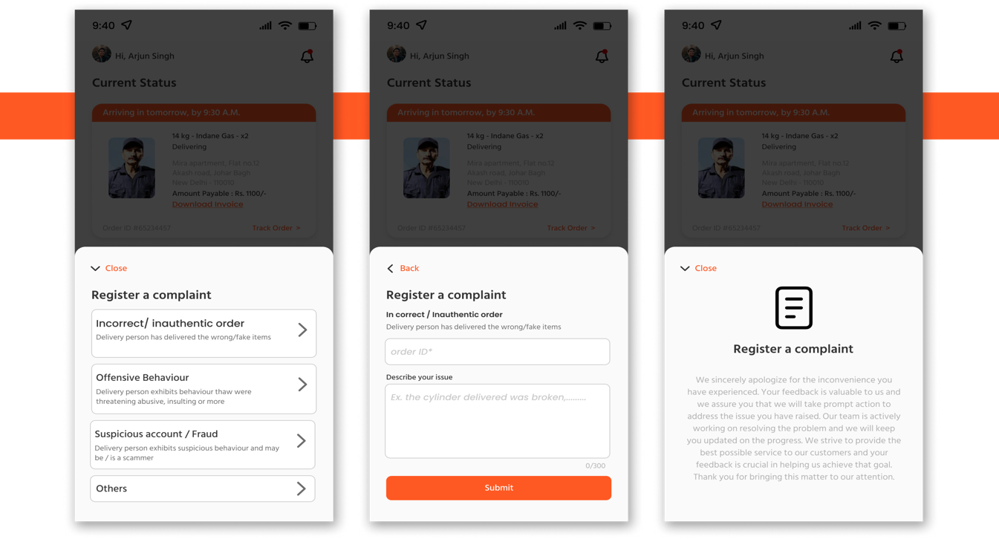 9:40
Hi, Arjun Singh
Current Status
Arriving in tomorrow, by 9:30 A.M.
14 kg - Indane Gas - x2
Delivering
Mira apartment, Flat no.12
Akash road, Johar Bagh
New Delhi - 110010
Amount Payable : Rs. 1100/-
Download Invoice
Order ID #65234457
Track Order >
Close
Register a complaint
Incorrect/ inauthentic order
Delivery person has delivered the wrong/fake items
Offensive Behaviour
Delivery person exhibits behaviour thaw were
threatening abusive, insulting or more
Suspicious account / Fraud
Delivery person exhibits suspicious behaviour and may
be / is a scammer
Others
9:40
Hi, Arjun Singh
Current Status
Arriving in tomorrow, by 9:30 A.M.
14 kg - Indane Gas - x2
Delivering
Mira apartment, Flat no.12
Akash road, Johar Bagh
New Delhi - 110010
Amount Payable : Rs. 1100/-
Download Invoice
Order ID #65234457
Track Order >
Back
Register a complaint
In correct / Inauthentic order
Delivery person has delivered the wrong/fake items
order ID*
Describe your issue
Ex. the cylinder delivered was broken,.........
0/300
Submit
9:40
Hi, Arjun Singh
Current Status
Arriving in tomorrow, by 9:30 A.M.
14 kg - Indane Gas - x2
Delivering
Mira apartment, Flat no.12
Akash road, Johar Bagh
New Delhi - 110010
Amount Payable : Rs. 1100/-
Download Invoice
Order ID #65234457
Track Order >
Close
Register a complaint
We sincerely apologize for the inconvenience you
have experienced. Your feedback is valuable to us and
we assure you that we will take prompt action to
address the issue you have raised. Our team is actively
working on resolving the problem and we will keep
you updated on the progress. We strive to provide the
best possible service to our customers and your
feedback is crucial in helping us achieve that goal.
Thank you for bringing this matter to our attention.